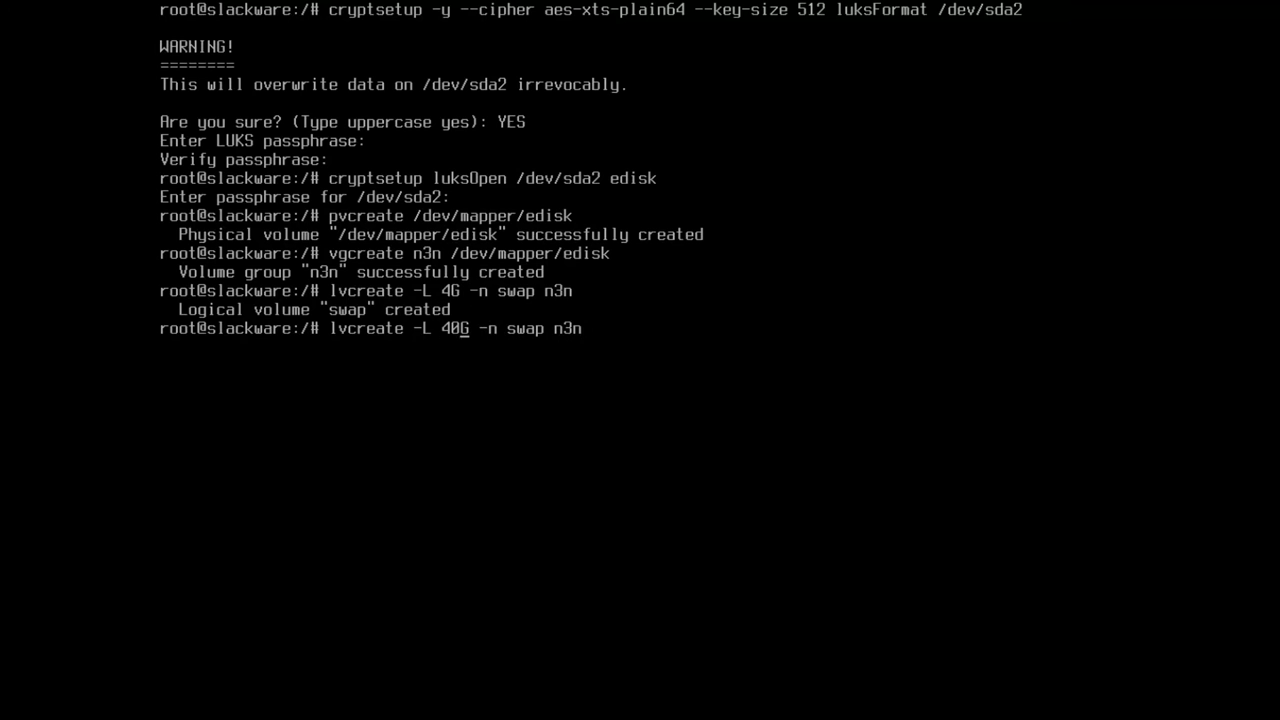 root@slackware:/# cryptsetup -y --cipher aes-xts-plain64 --key-size 512 luksFormat /dev/sda2
WARNING!
========
This will overwrite data on /dev/sda2 irrevocably.
Are you sure? (Type uppercase yes): YES
Enter LUKS passphrase:
Verify passphrase:
root@slackware:/# cryptsetup luksOpen /dev/sda2 edisk
Enter passphrase for /dev/sda2:
root@slackware:/# pvcreate /dev/mapper/edisk
  Physical volume "/dev/mapper/edisk" successfully created
root@slackware:/# vgcreate n3n /dev/mapper/edisk
  Volume group "n3n" successfully created
root@slackware:/# lvcreate -L 4G -n swap n3n
  Logical volume "swap" created
root@slackware:/# lvcreate -L 40G -n swap n3n